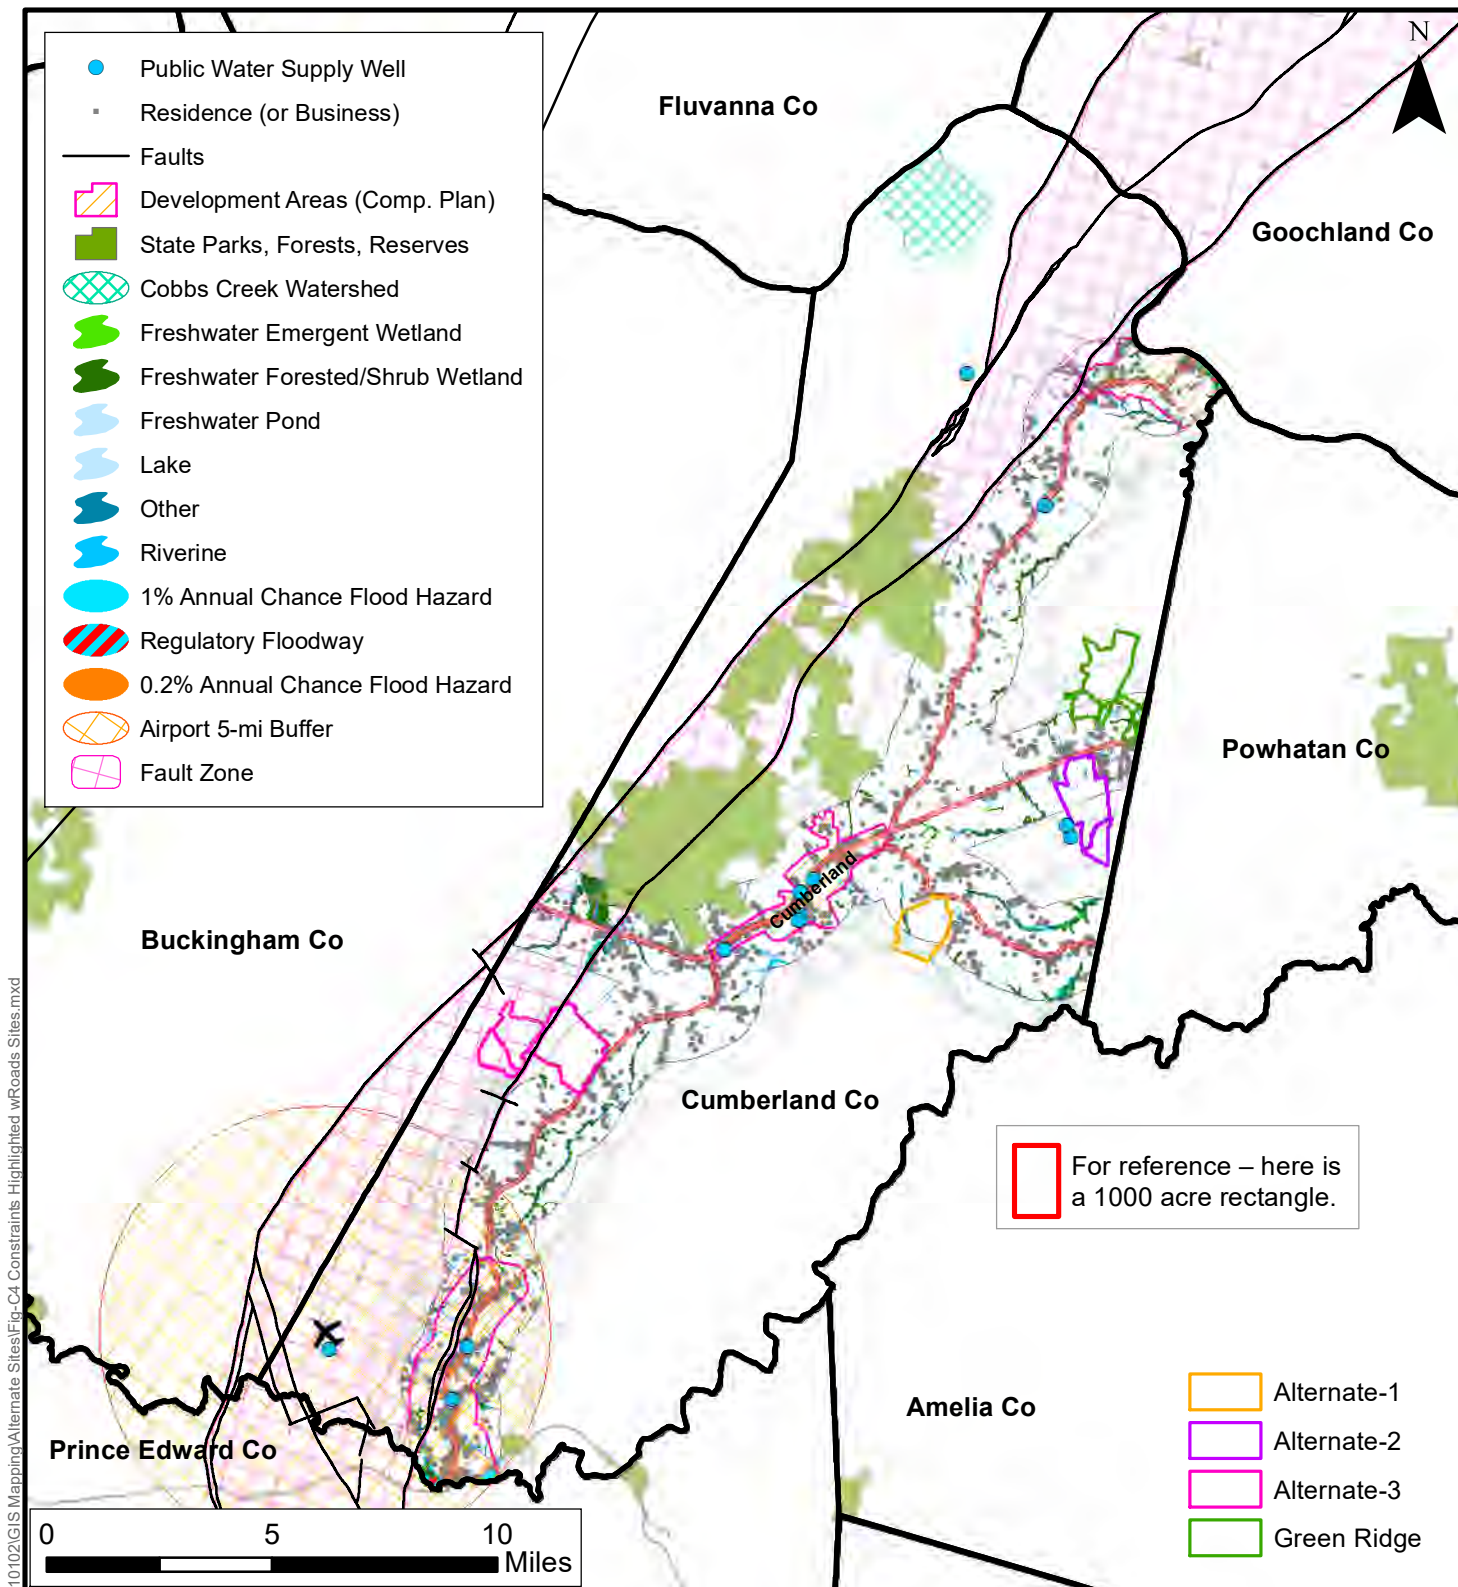 N
Public Water Supply Well
Residence (or Business)
Faults
Development Areas (Comp. Plan)
State Parks, Forests, Reserves
Cobbs Creek Watershed
Freshwater Emergent Wetland
Freshwater Forested/Shrub Wetland
Freshwater Pond
Lake
Other
Riverine
1% Annual Chance Flood Hazard
Regulatory Floodway
0.2% Annual Chance Flood Hazard
Airport 5-mi Buffer
Fault Zone
Fluvanna Co
Goochland Co
Powhatan Co
Cumberland
Buckingham Co
Cumberland Co
For reference – here is
a 1000 acre rectangle.
Amelia Co
Prince Edward Co
Alternate-1
Alternate-2
Alternate-3
Green Ridge
0 5 10
Miles
10102\GIS Mapping\Alternate Sites\Fig-C4 Constraints Highlighted wRoads Sites.mxd